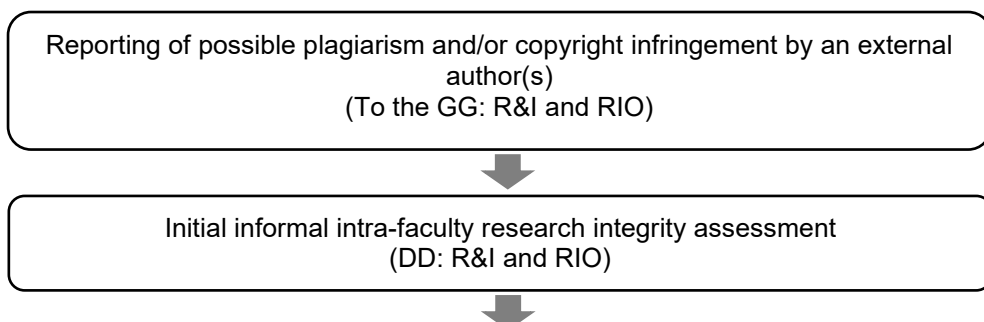 Reporting of possible plagiarism and/or copyright infringement by an external
author(s)
(To the GG: R&I and RIO)
Initial informal intra-faculty research integrity assessment
(DD: R&I and RIO)